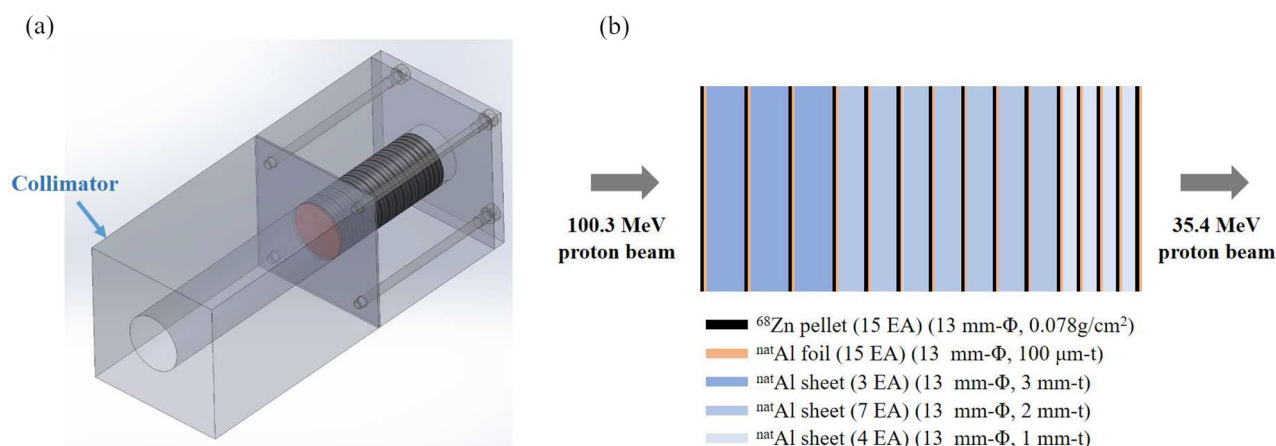 (a)
(b)
Collimator
100.3 MeV
proton beam
35.4 MeV
proton beam
⁶⁸Zn pellet (15 EA) (13 mm-Φ, 0.078g/cm²)
ⁿᵃᵗAl foil (15 EA) (13 mm-Φ, 100 μm-t)
ⁿᵃᵗAl sheet (3 EA) (13 mm-Φ, 3 mm-t)
ⁿᵃᵗAl sheet (7 EA) (13 mm-Φ, 2 mm-t)
ⁿᵃᵗAl sheet (4 EA) (13 mm-Φ, 1 mm-t)